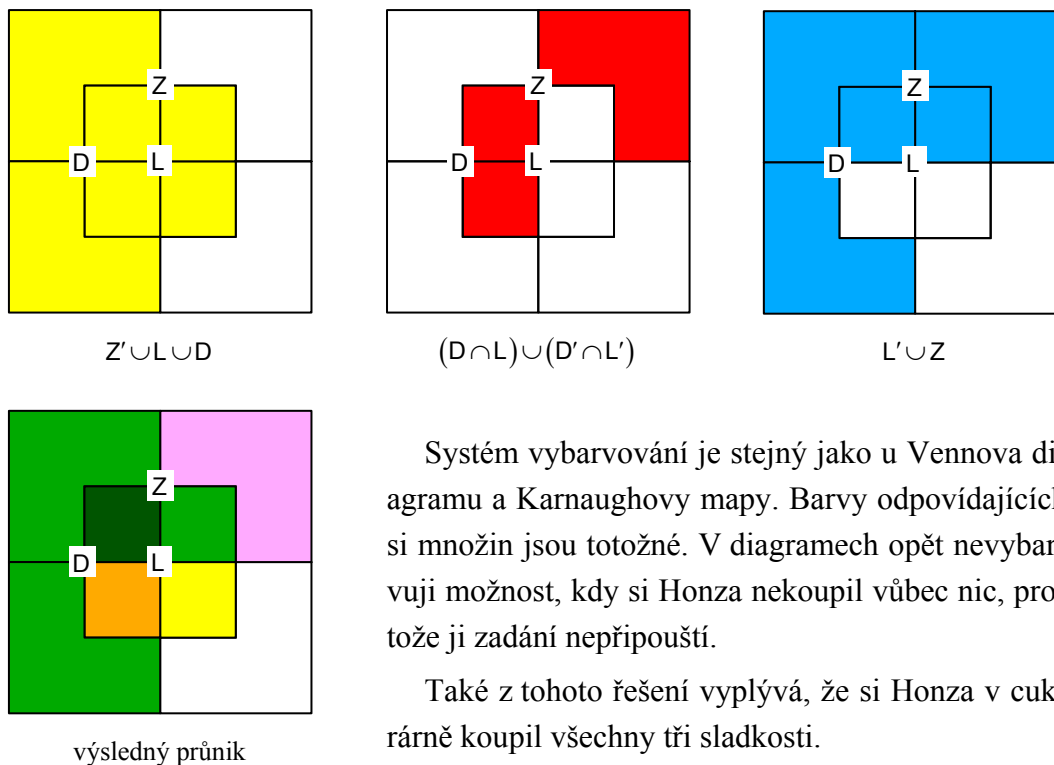 Z
D L
Z
D L
Z
D L
Z′∪L∪D
(D∩L)∪(D′∩L′)
L′∪Z
Z
D L
výsledný průnik
Systém vybarvování je stejný jako u Vennova di
agramu a Karnaughovy mapy. Barvy odpovídajících
si množin jsou totožné. V diagramech opět nevybar
vuji možnost, kdy si Honza nekoupil vůbec nic, pro
tože ji zadání nepřipouští.
Také z tohoto řešení vyplývá, že si Honza v cuk
rárně koupil všechny tři sladkosti.